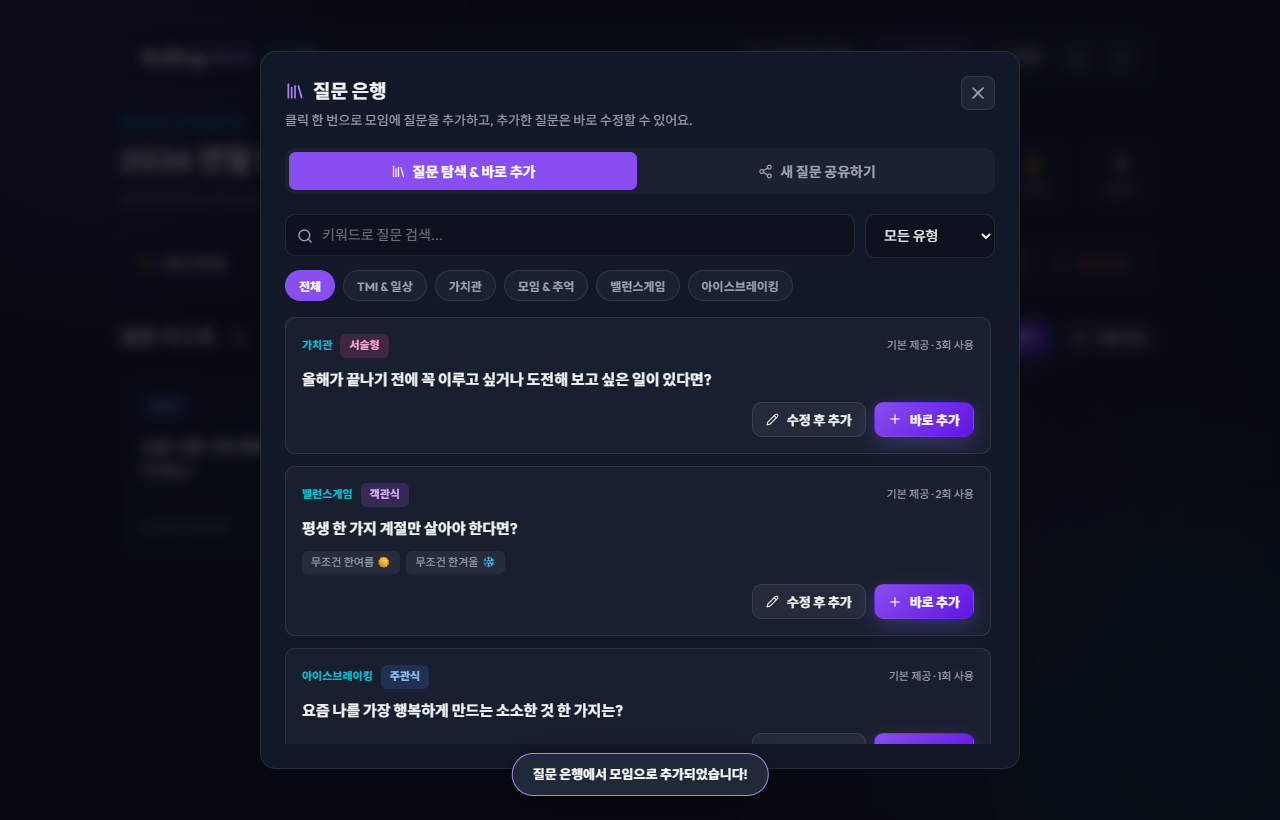 질문 은행
클릭 한 번으로 모임에 질문을 추가하고, 추가한 질문은 바로 수정할 수 있어요.
질문 탐색 & 바로 추가
새 질문 공유하기
키워드로 질문 검색...
모든 유형
전체
TMI & 일상
가치관
모임 & 추억
밸런스게임
아이스브레이킹
가치관 서술형 기본 제공 · 3회 사용
올해가 끝나기 전에 꼭 이루고 싶거나 도전해 보고 싶은 일이 있다면?
수정 후 추가
바로 추가
밸런스게임 객관식 기본 제공 · 2회 사용
평생 한 가지 계절만 살아야 한다면?
무조건 한여름 ☀️
무조건 한겨울 ❄️
수정 후 추가
바로 추가
아이스브레이킹 주관식 기본 제공 · 1회 사용
요즘 나를 가장 행복하게 만드는 소소한 것 한 가지는?
질문 은행에서 모임으로 추가되었습니다!